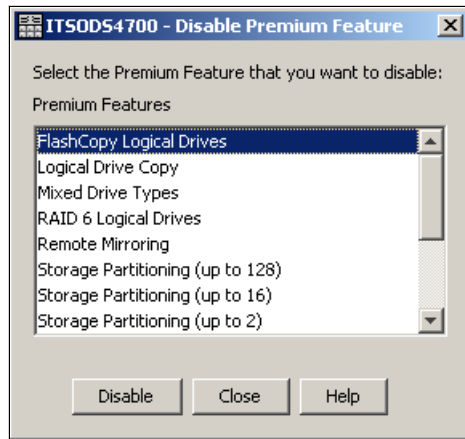 ITSODS4700 - Disable Premium Feature
Select the Premium Feature that you want to disable:
Premium Features
FlashCopy Logical Drives
Logical Drive Copy
Mixed Drive Types
RAID 6 Logical Drives
Remote Mirroring
Storage Partitioning (up to 128)
Storage Partitioning (up to 16)
Storage Partitioning (up to 2)
Disable Close Help